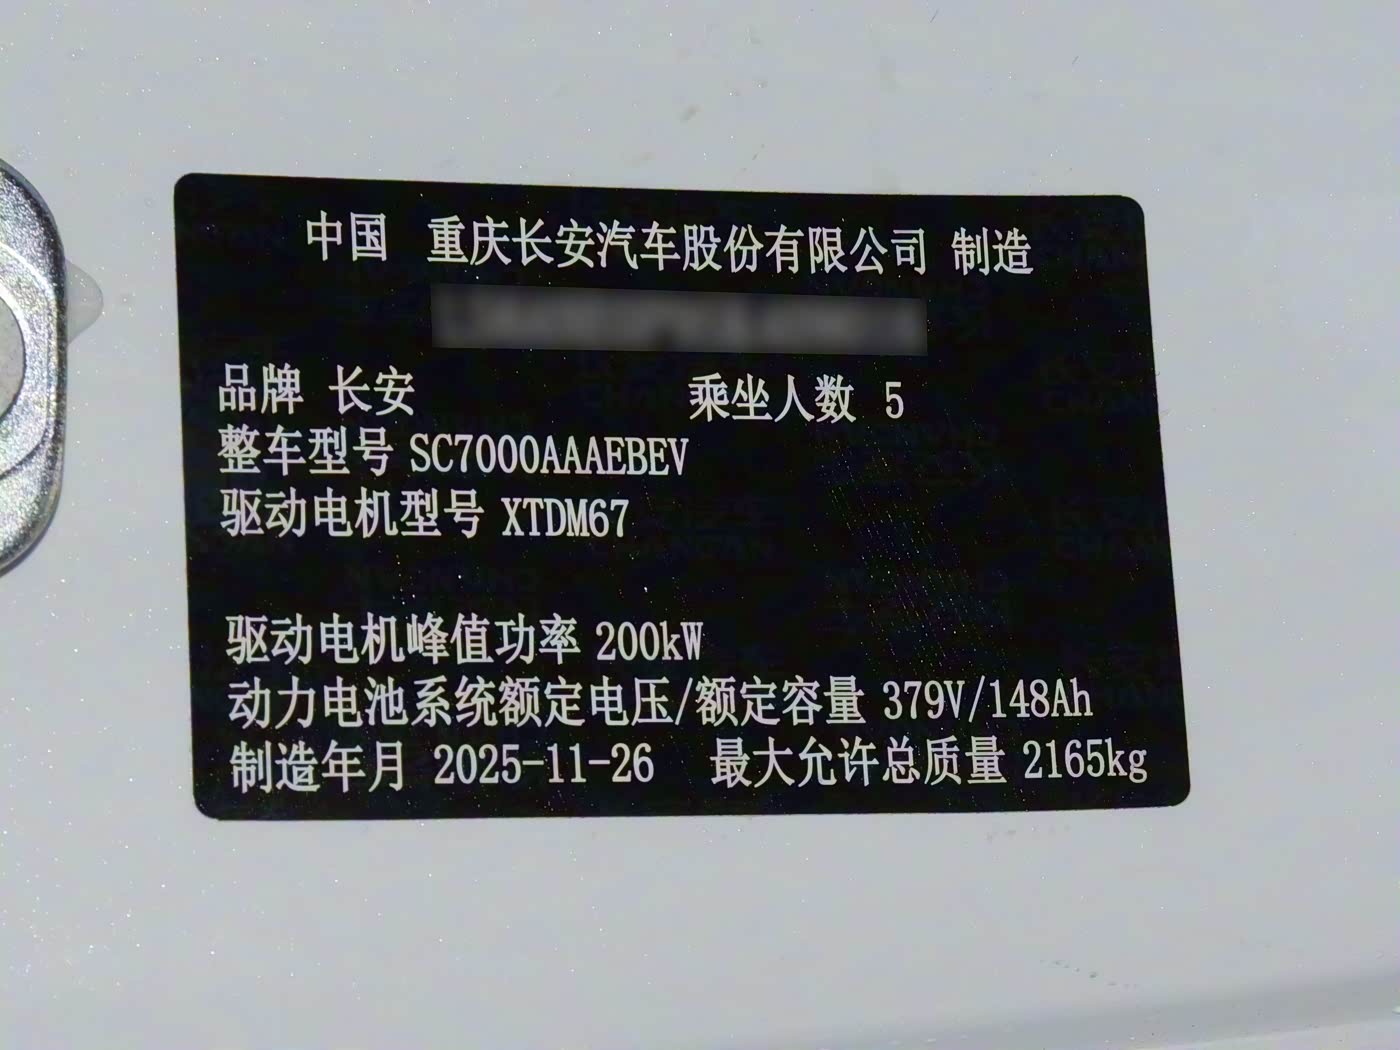 中国 重庆长安汽车股份有限公司 制造
品牌 长安 乘坐人数 5
整车型号 SC7000AAAEBEV
驱动电机型号 XTDM67
驱动电机峰值功率 200kW
动力电池系统额定电压/额定容量 379V/148Ah
制造年月 2025-11-26 最大允许总质量 2165kg